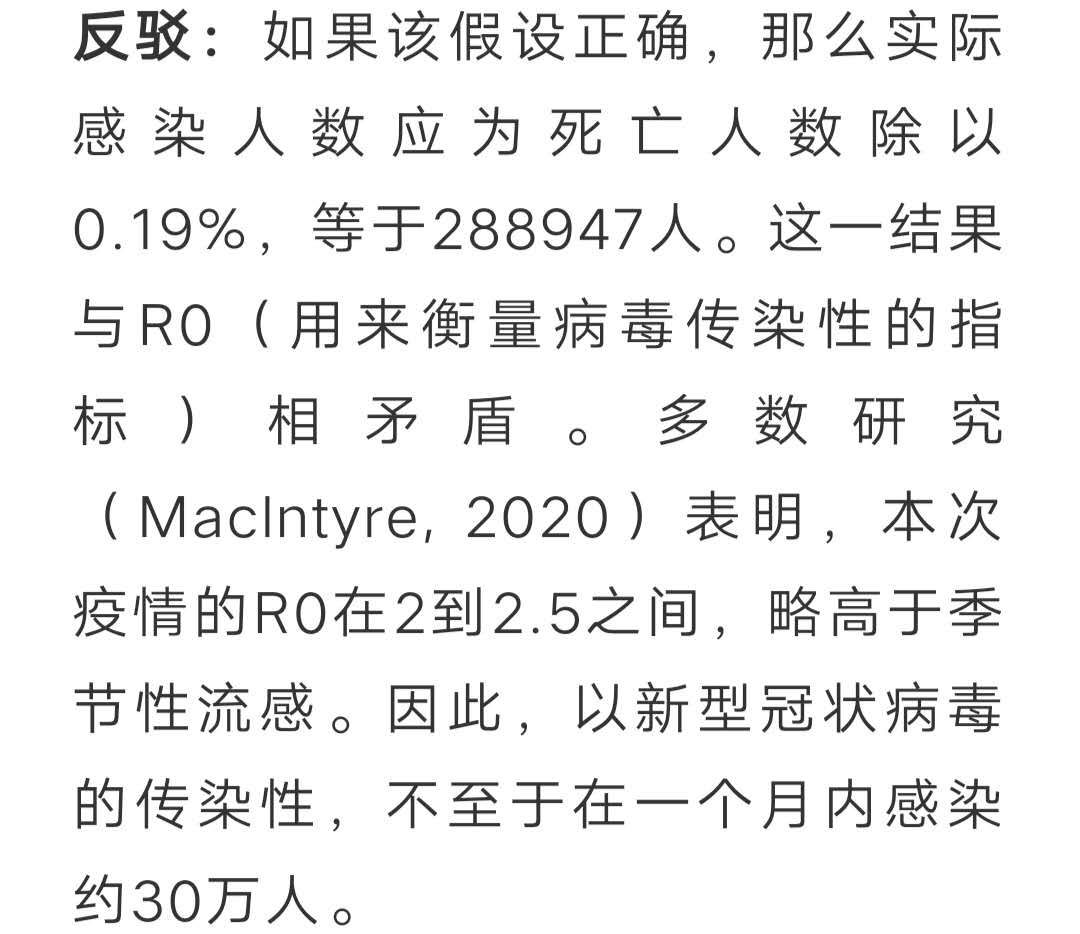 反驳：如果该假设正确，那么实际
感染人数应为死亡人数除以
0.19%，等于288947人。这一结果
与R0（用来衡量病毒传染性的指
标）相矛盾。多数研究
（MacIntyre, 2020）表明，本次
疫情的R0在2到2.5之间，略高于季
节性流感。因此，以新型冠状病毒
的传染性，不至于在一个月内感染
约30万人。